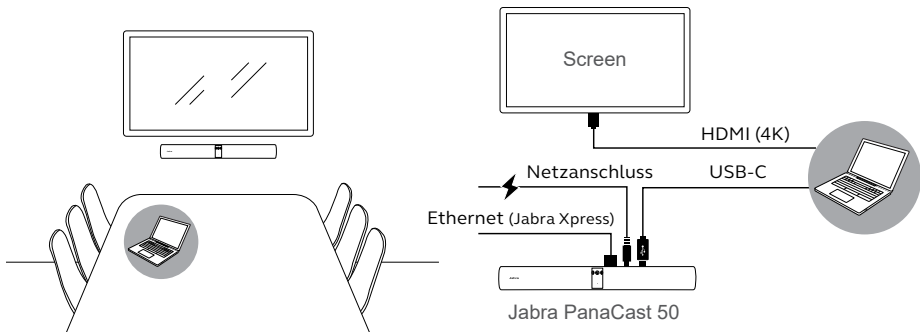 Screen
HDMI (4K)
Netzanschluss
USB-C
Ethernet (Jabra Xpress)
Jabra PanaCast 50